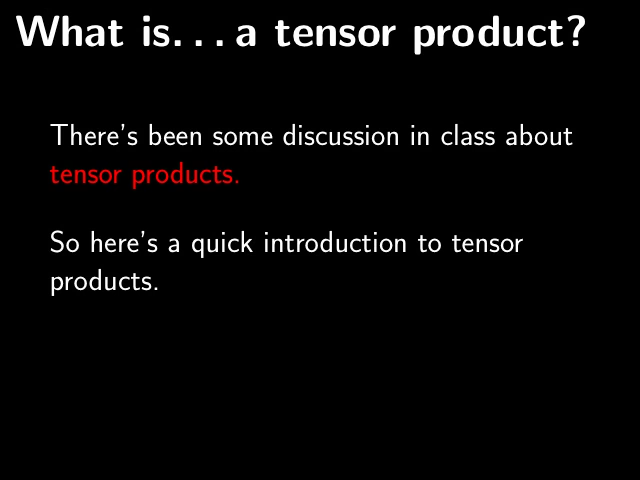 What is. . . a tensor product?
There's been some discussion in class about
tensor products.
So here's a quick introduction to tensor
products.